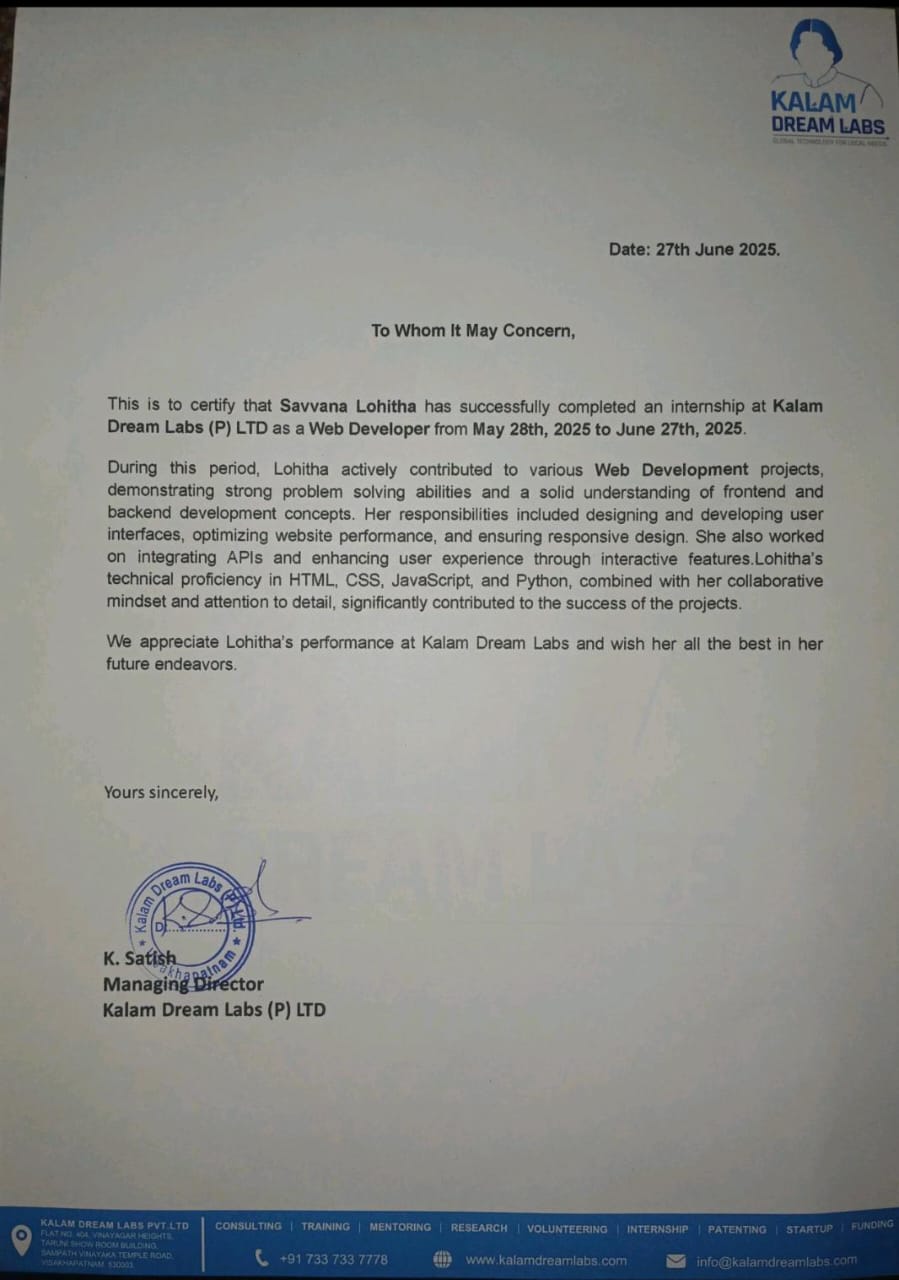 KALAM
DREAM LABS
GLOBAL TECHNOLOGY FOR LOCAL NEEDS
Date: 27th June 2025.
To Whom It May Concern,
This is to certify that Savvana Lohitha has successfully completed an internship at Kalam
Dream Labs (P) LTD as a Web Developer from May 28th, 2025 to June 27th, 2025.
During this period, Lohitha actively contributed to various Web Development projects,
demonstrating strong problem solving abilities and a solid understanding of frontend and
backend development concepts. Her responsibilities included designing and developing user
interfaces, optimizing website performance, and ensuring responsive design. She also worked
on integrating APIs and enhancing user experience through interactive features.Lohitha's
technical proficiency in HTML, CSS, JavaScript, and Python, combined with her collaborative
mindset and attention to detail, significantly contributed to the success of the projects.
We appreciate Lohitha's performance at Kalam Dream Labs and wish her all the best in her
future endeavors.
Yours sincerely,
DREAM LABS
Kalam Dream Labs (P) Ltd.
Visakhapatnam
K. Satish
Managing Director
Kalam Dream Labs (P) LTD
KALAM DREAM LABS PVT.LTD
FLAT NO. 404, VINAYAGAR HEIGHTS,
TARUNI SHOW ROOM BUILDING,
SAMPATH VINAYAKA TEMPLE ROAD,
VISAKHAPATNAM 530003.
CONSULTING | TRAINING | MENTORING | RESEARCH | VOLUNTEERING | INTERNSHIP | PATENTING | STARTUP | FUNDING
+91 733 733 7778
www.kalamdreamlabs.com
info@kalamdreamlabs.com